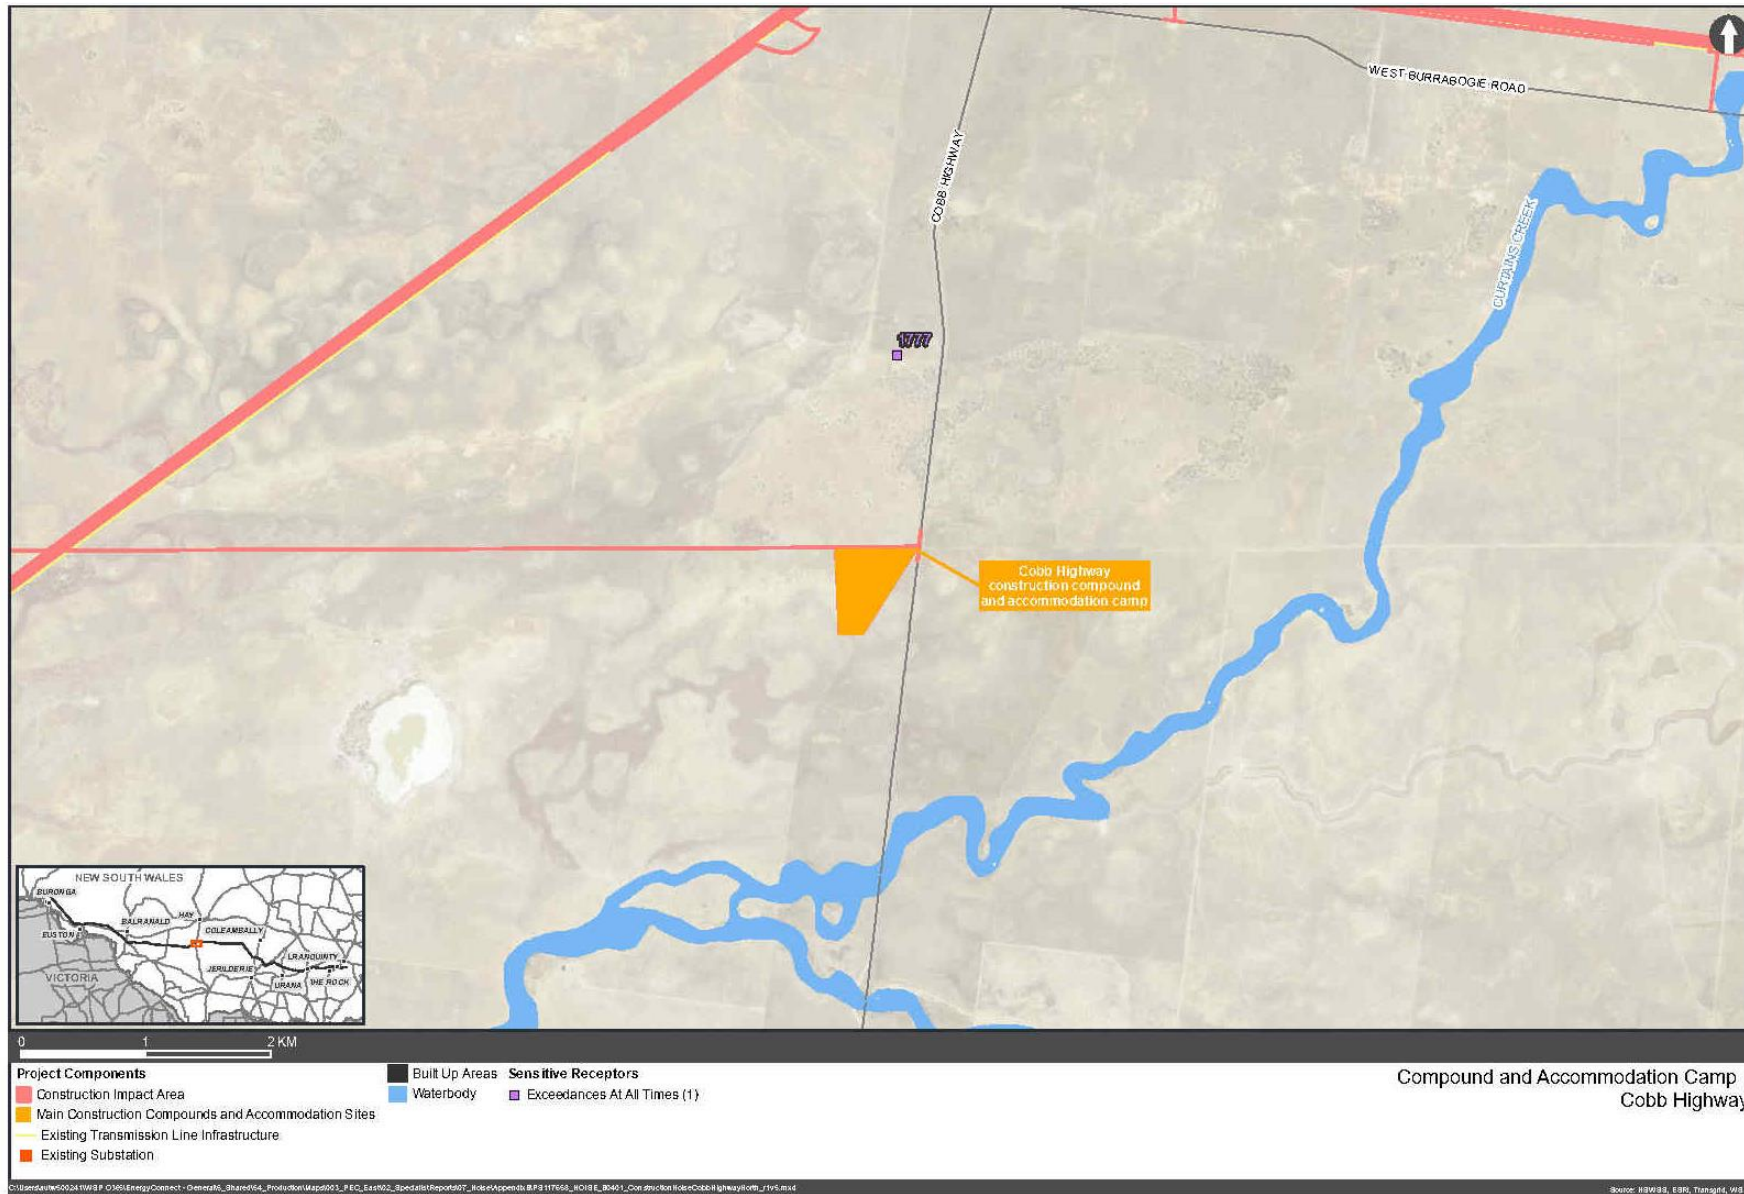 WEST BURRABOGIE ROAD
COBB HIGHWAY
CURTAINS CREEK
1777
Cobb Highway
construction compound
and accommodation camp
NEW SOUTH WALES
BURONGA
BALRANALD
HAY
EUSTON
COLEAMBALLY
JERILDERIE
LRANQUINTY
VICTORIA
URANA
THE ROCK
0 1 2 KM
Project Components
Construction Impact Area
Main Construction Compounds and Accommodation Sites
Existing Transmission Line Infrastructure
Existing Substation
Built Up Areas
Waterbody
Sensitive Receptors
Exceedances At All Times (1)
Compound and Accommodation Camp
Cobb Highway